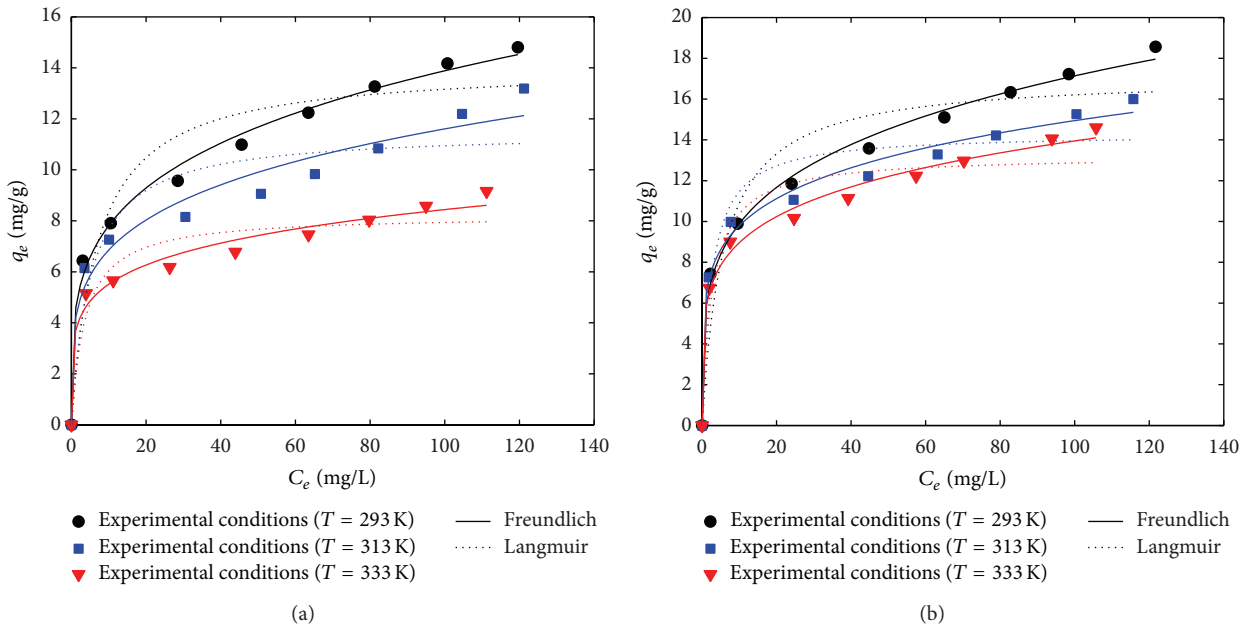 16
14
12
10
8
6
4
2
0
q_e (mg/g)
0 20 40 60 80 100 120 140
C_e (mg/L)
Experimental conditions (T = 293 K)
Experimental conditions (T = 313 K)
Experimental conditions (T = 333 K)
Freundlich
Langmuir
(a)
20
18
16
14
12
10
8
6
4
2
0
q_e (mg/g)
0 20 40 60 80 100 120 140
C_e (mg/L)
Experimental conditions (T = 293 K)
Experimental conditions (T = 313 K)
Experimental conditions (T = 333 K)
Freundlich
Langmuir
(b)